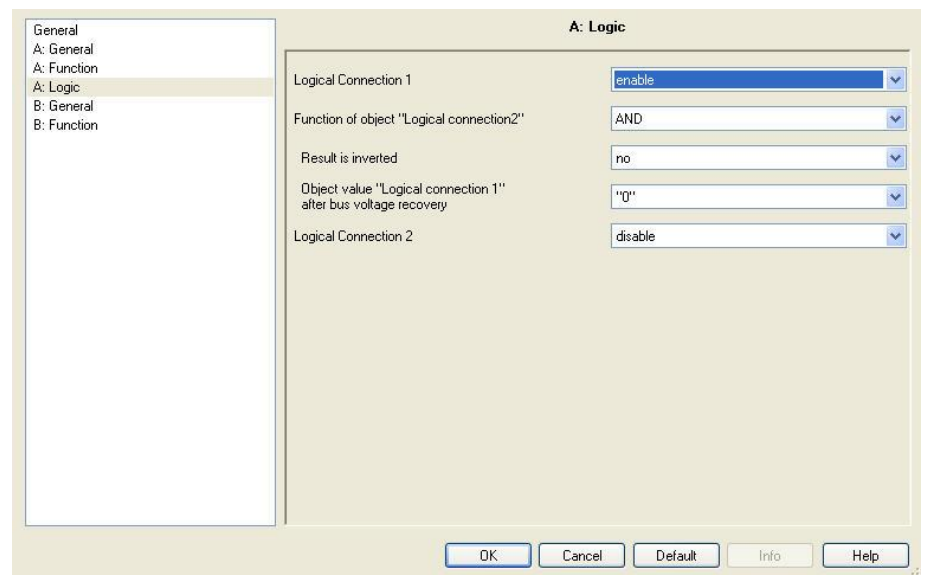 General
A: General
A: Function
A: Logic
B: General
B: Function
A: Logic
Logical Connection 1
enable
Function of object "Logical connection2"
AND
Result is inverted
no
Object value "Logical connection 1"
after bus voltage recovery
"0"
Logical Connection 2
disable
OK
Cancel
Default
Info
Help